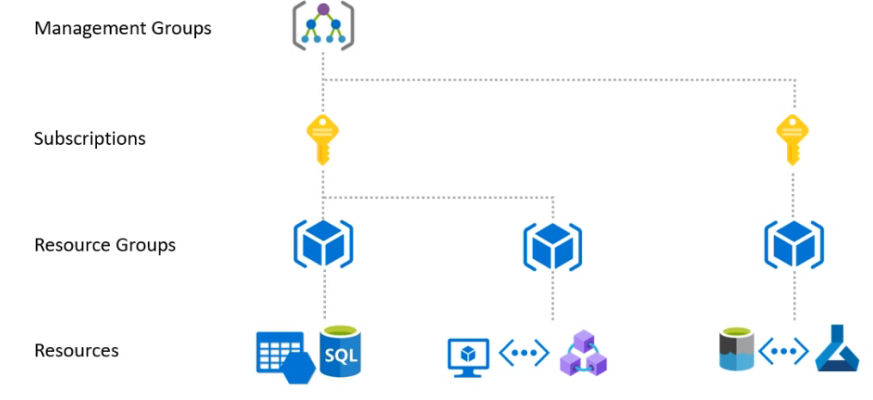 Management Groups
Subscriptions
Resource Groups
Resources
SQL